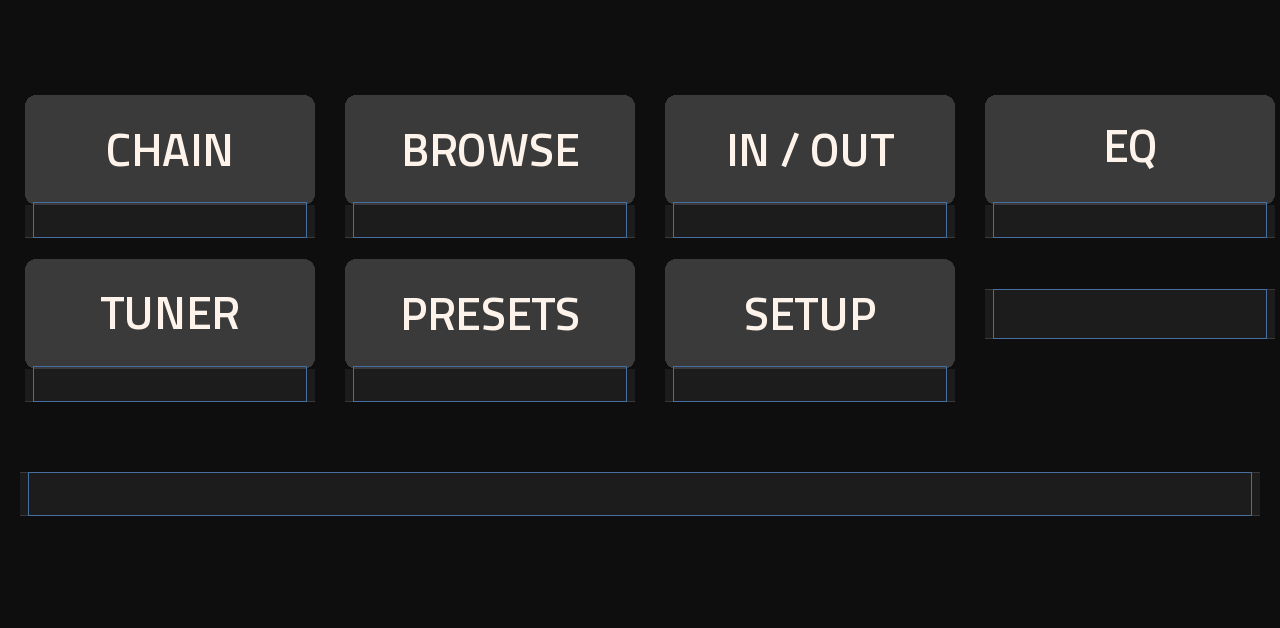 CHAIN
BROWSE
IN / OUT
EQ
TUNER
PRESETS
SETUP